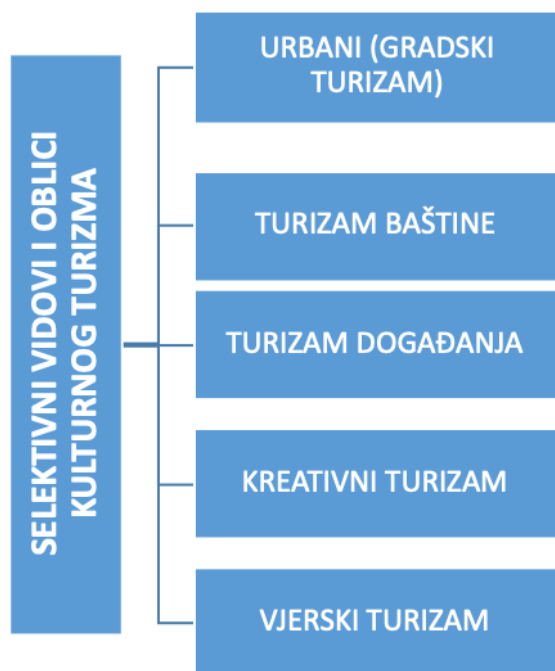 SELEKTIVNI VIDOVI I OBLICI
KULTURNOG TURIZMA
URBANI (GRADSKI
TURIZAM)
TURIZAM BAŠTINE
TURIZAM DOGAĐANJA
KREATIVNI TURIZAM
VJERSKI TURIZAM